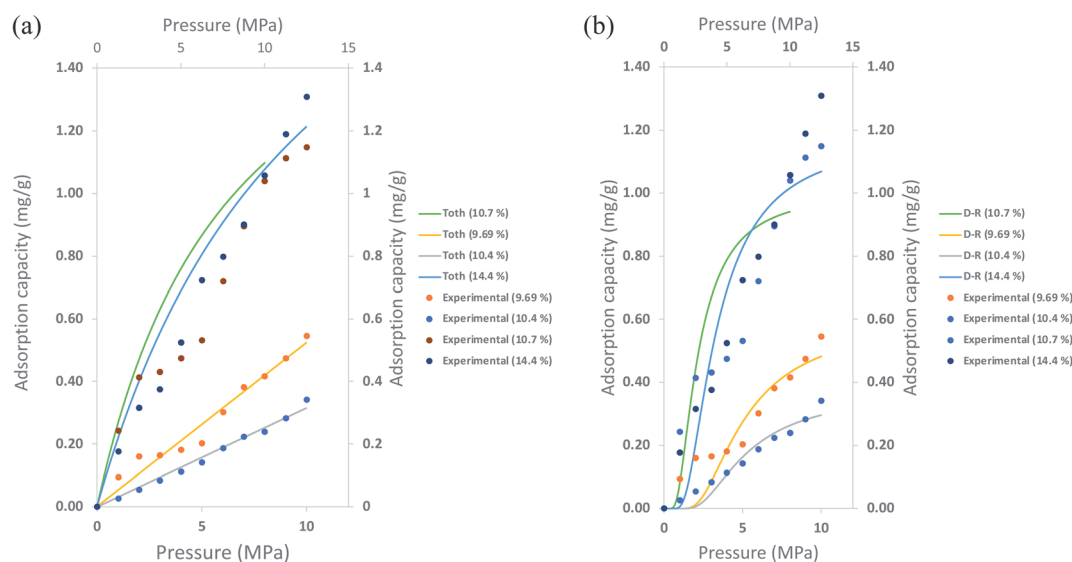 (a)
Pressure (MPa)
0 5 10 15
1.40 1.4
1.20 1.2
1.00 1
0.80 0.8
0.60 0.6
0.40 0.4
0.20 0.2
0.00 0
0 5 10
Pressure (MPa)
Adsorption capacity (mg/g)
Adsorption capacity (mg/g)
Toth (10.7 %)
Toth (9.69 %)
Toth (10.4 %)
Toth (14.4 %)
Experimental (9.69 %)
Experimental (10.4 %)
Experimental (10.7 %)
Experimental (14.4 %)
(b)
Pressure (MPa)
0 5 10 15
1.40 1.40
1.20 1.20
1.00 1.00
0.80 0.80
0.60 0.60
0.40 0.40
0.20 0.20
0.00 0.00
0 5 10
Pressure (MPa)
Adsorption capacity (mg/g)
Adsorption capacity (mg/g)
D-R (10.7 %)
D-R (9.69 %)
D-R (10.4 %)
D-R (14.4 %)
Experimental (9.69 %)
Experimental (10.4 %)
Experimental (10.7 %)
Experimental (14.4 %)